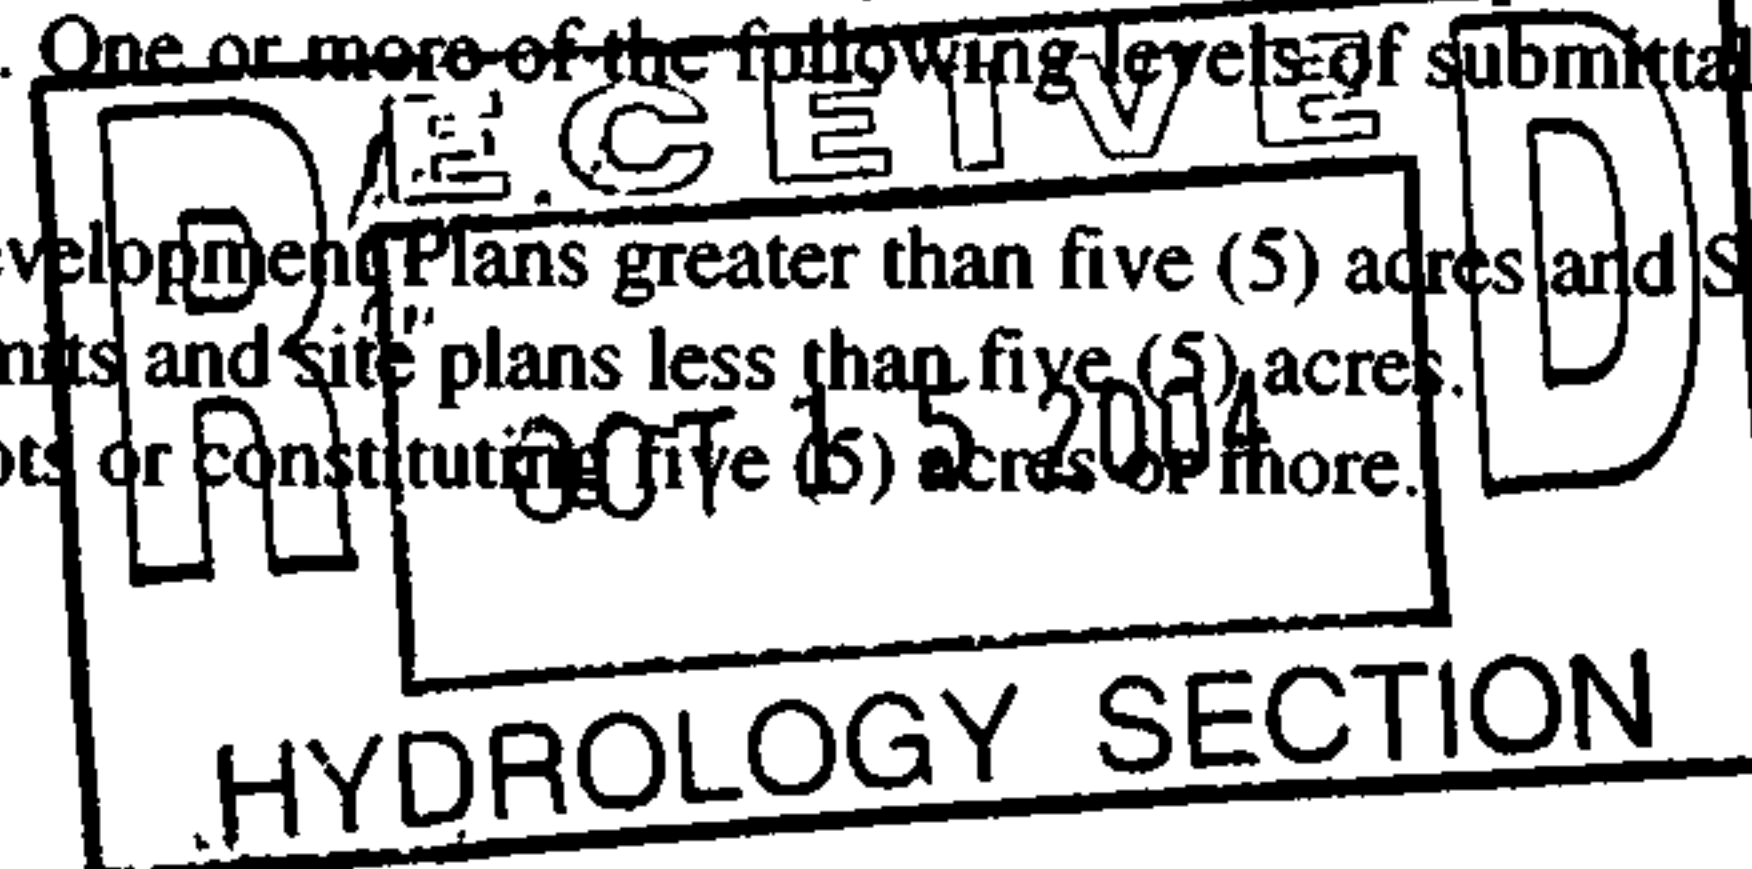 . One or more of the following levels of submittal
RECEIVED
evelopment Plans greater than five (5) acres and S
mits and site plans less than five (5) acres.
OCT 15 2004
ots or constituting five (5) acres or more.
HYDROLOGY SECTION